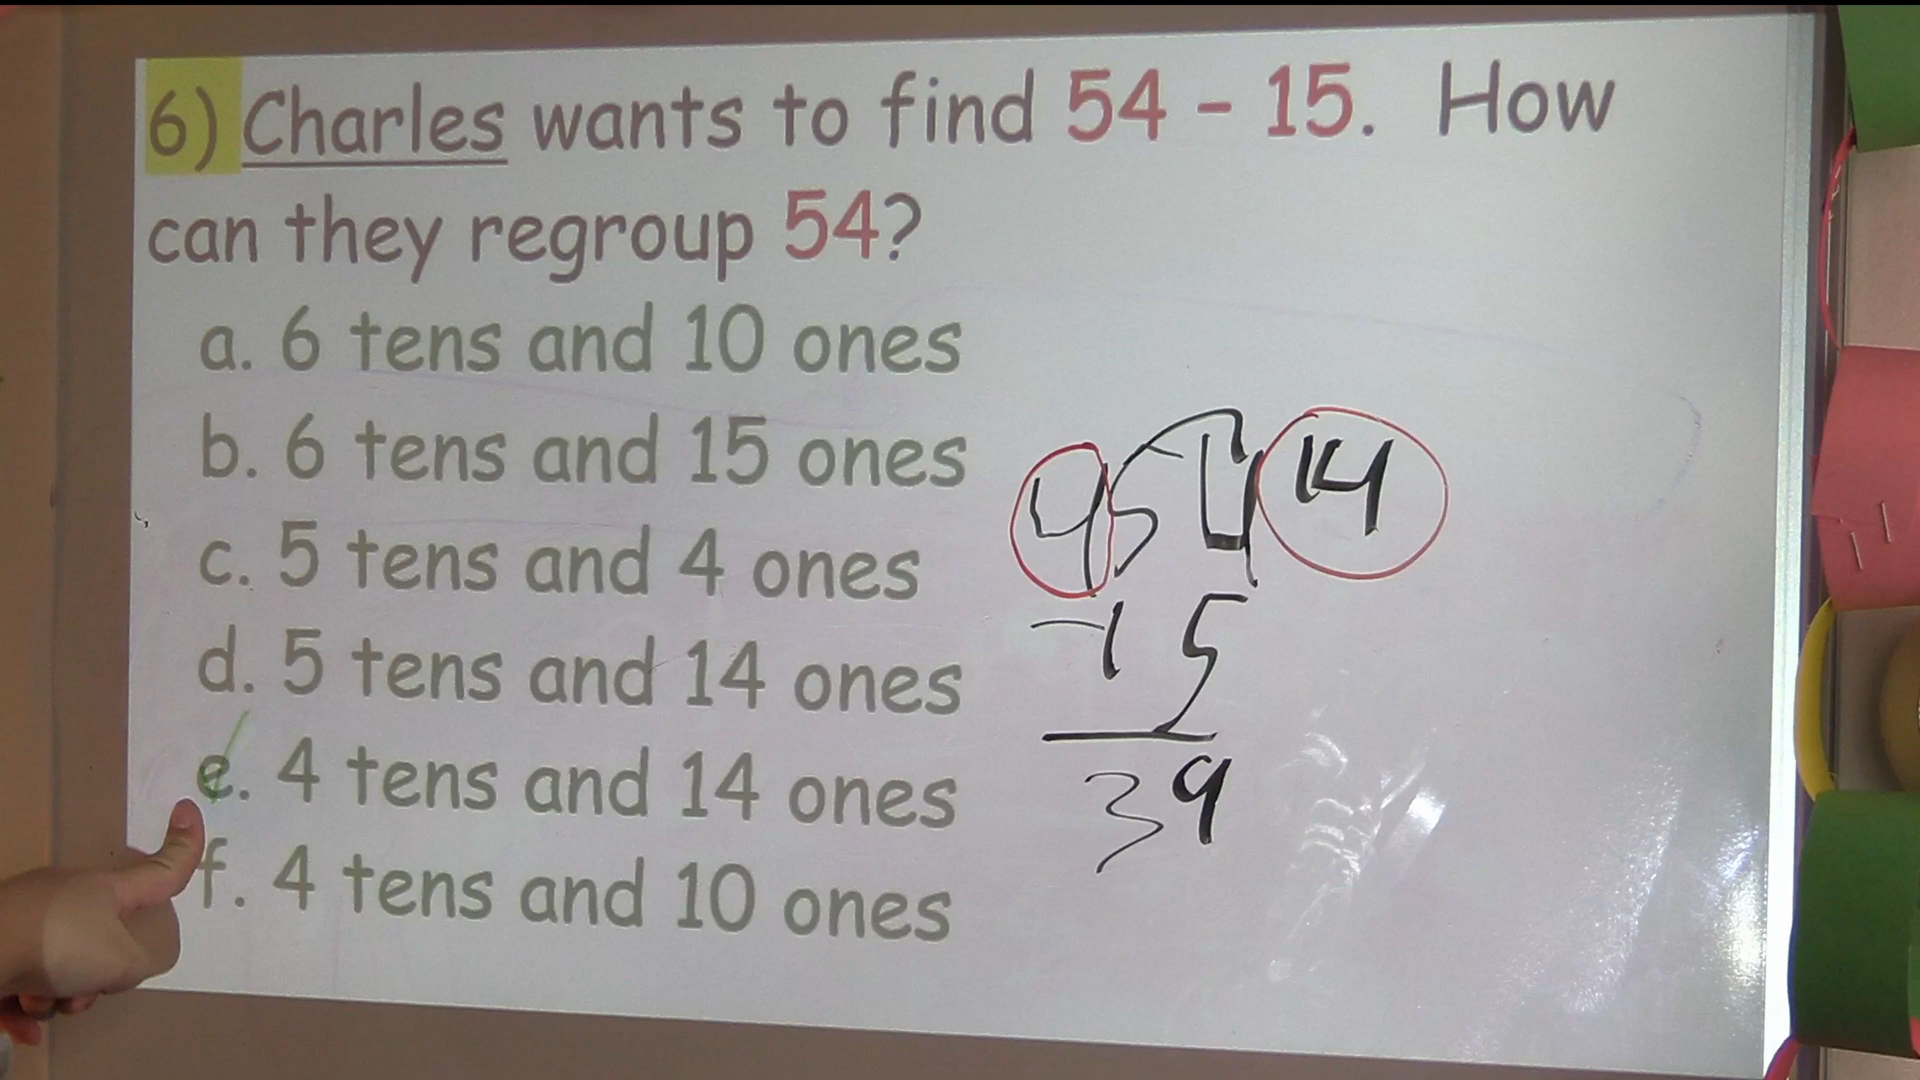 6) Charles wants to find 54 - 15. How
can they regroup 54?
a. 6 tens and 10 ones
b. 6 tens and 15 ones
c. 5 tens and 4 ones
d. 5 tens and 14 ones
e. 4 tens and 14 ones
f. 4 tens and 10 ones
4 5 4 14
- 1 5
39